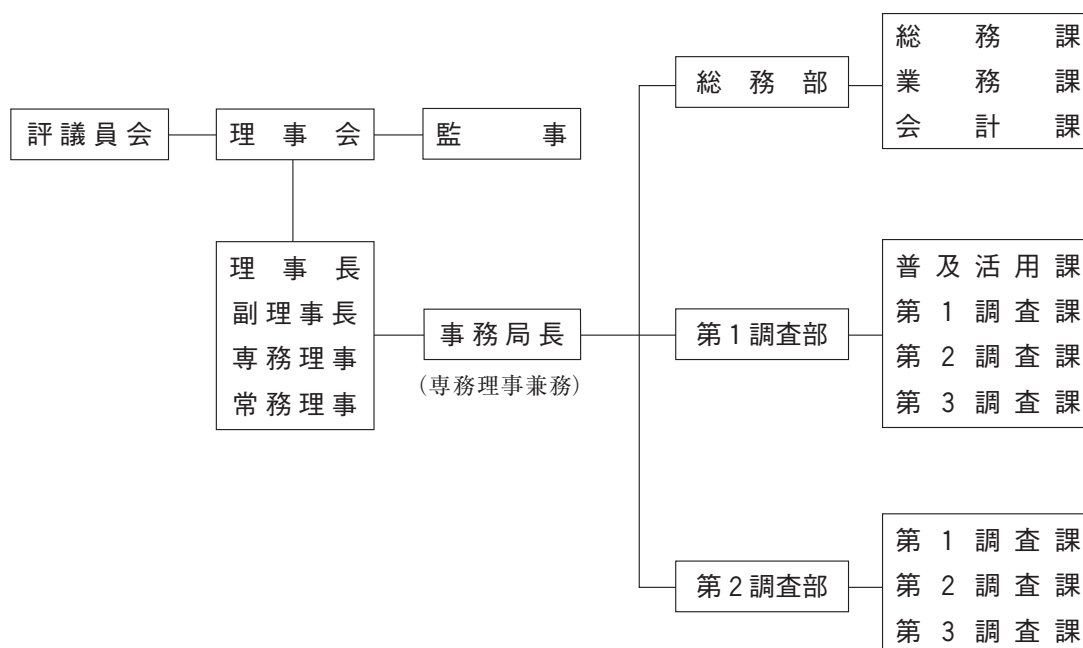 評議員会
理事会
監事
理事長
副理事長
専務理事
常務理事
事務局長
(専務理事兼務)
総務部
総務課
業務課
会計課
第1調査部
普及活用課
第1調査課
第2調査課
第3調査課
第2調査部
第1調査課
第2調査課
第3調査課